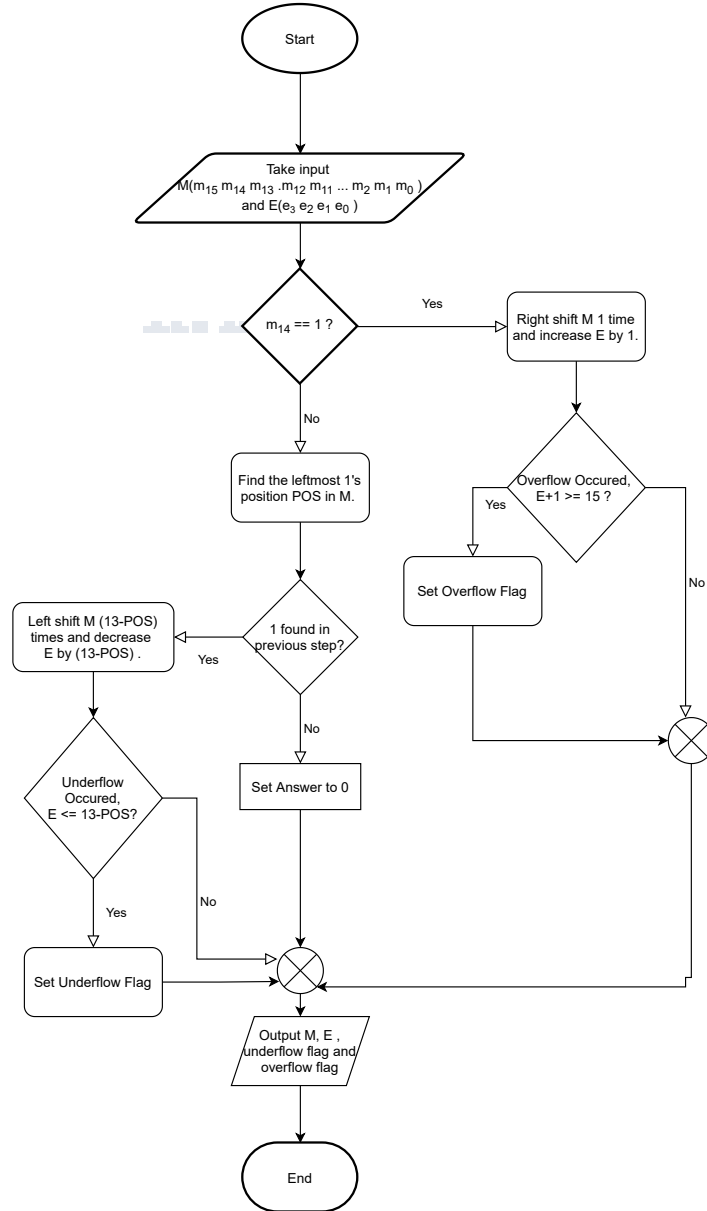 Start
Take input
M(m15 m14 m13 .m12 m11 ... m2 m1 m0 )
and E(e3 e2 e1 e0 )
m14 == 1 ?
Yes
Right shift M 1 time
and increase E by 1.
No
Find the leftmost 1's
position POS in M.
Overflow Occured,
E+1 >= 15 ?
Yes
No
Set Overflow Flag
1 found in
previous step?
Yes
Left shift M (13-POS)
times and decrease
E by (13-POS) .
No
Set Answer to 0
Underflow
Occured,
E <= 13-POS?
Yes
No
Set Underflow Flag
Output M, E ,
underflow flag and
overflow flag
End